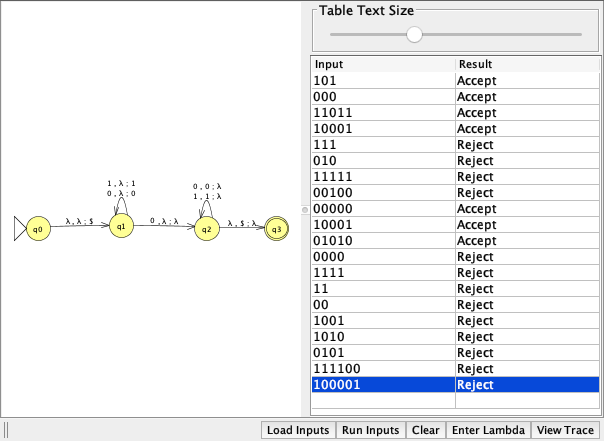 Table Text Size
1 , λ ; 1
0 , λ ; 0
0 , 0 ; λ
1 , 1 ; λ
q0
λ , λ ; $
q1
0 , λ ; λ
q2
λ , $ ; λ
q3
Input Result
101 Accept
000 Accept
11011 Accept
10001 Accept
111 Reject
010 Reject
11111 Reject
00100 Reject
00000 Accept
10001 Accept
01010 Accept
0000 Reject
1111 Reject
11 Reject
00 Reject
1001 Reject
1010 Reject
0101 Reject
111100 Reject
100001 Reject
Load Inputs Run Inputs Clear Enter Lambda View Trace